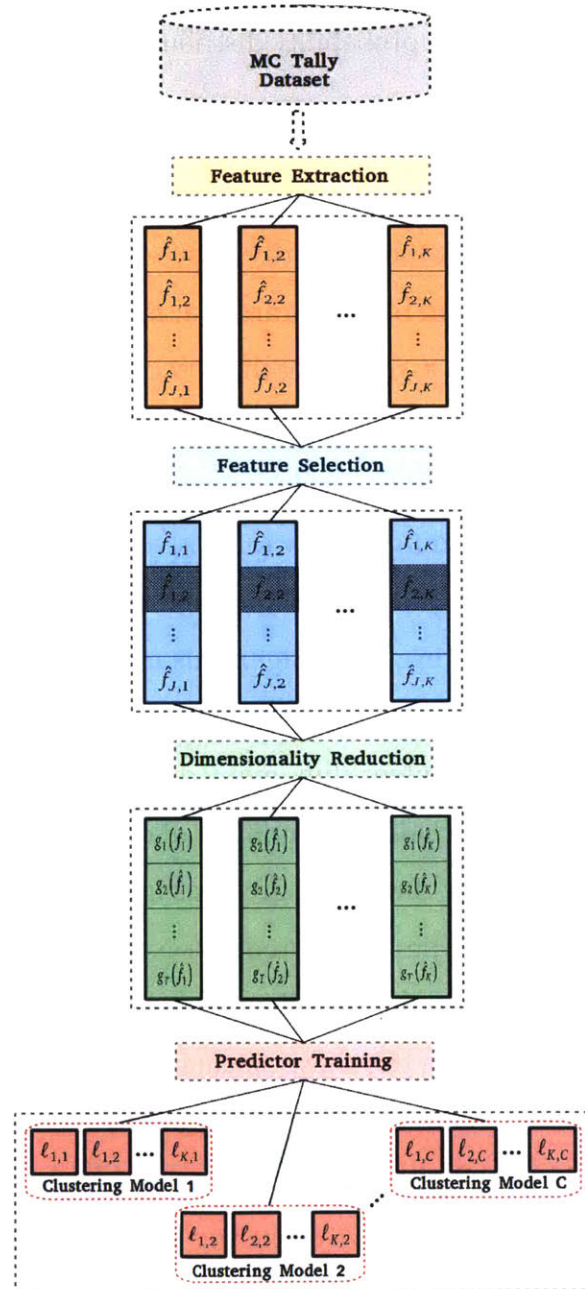 MC Tally
Dataset
Feature Extraction
f̂₁,₁ f̂₁,₂ f̂₁,K
f̂₁,₂ f̂₂,₂ f̂₂,K
⋮ ⋮ ... ⋮
f̂J,₁ f̂J,₂ f̂J,K
Feature Selection
f̂₁,₁ f̂₁,₂ f̂₁,K
f̂₁,₂ f̂₂,₂ f̂₂,K
⋮ ⋮ ... ⋮
f̂J,₁ f̂J,₂ f̂J,K
Dimensionality Reduction
g₁(f̂₁) g₂(f̂₁) g₁(f̂K)
g₂(f̂₁) g₂(f̂₂) g₂(f̂K)
⋮ ⋮ ... ⋮
gT(f̂₁) gT(f̂₂) gT(f̂K)
Predictor Training
ℓ₁,₁ ℓ₁,₂ ... ℓK,₁
Clustering Model 1
ℓ₁,C ℓ₂,C ... ℓK,C
Clustering Model C
ℓ₁,₂ ℓ₂,₂ ... ℓK,₂
Clustering Model 2